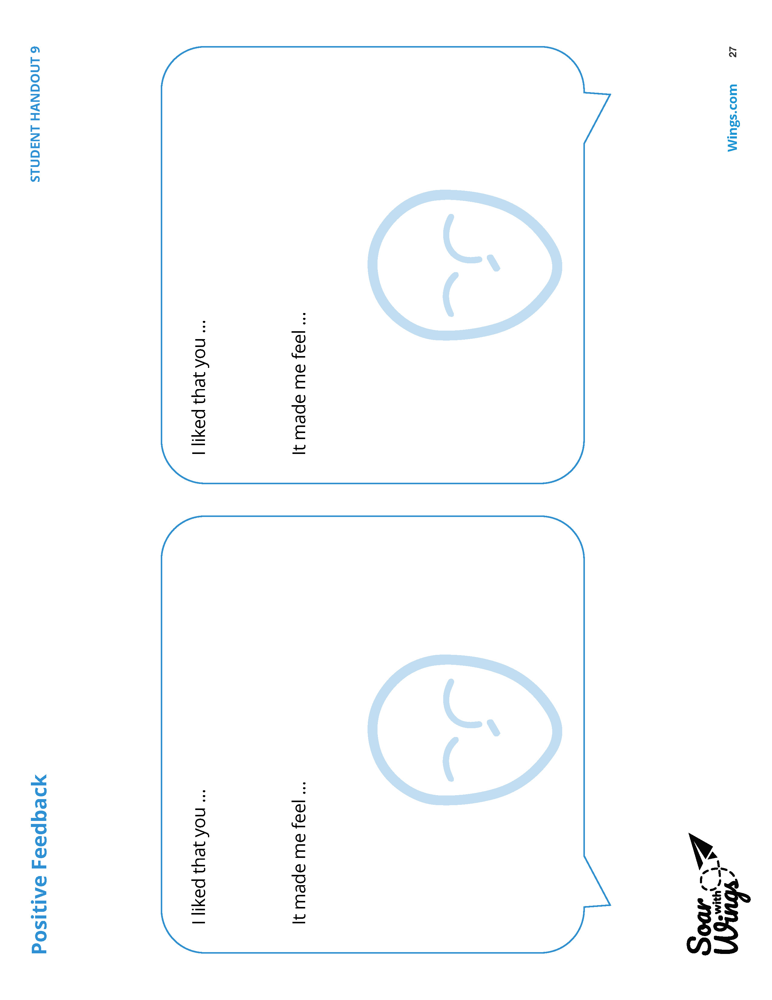 Positive Feedback
STUDENT HANDOUT 9
I liked that you ...
It made me feel ...
I liked that you ...
It made me feel ...
Soar
with
Wings
Wings.com 27